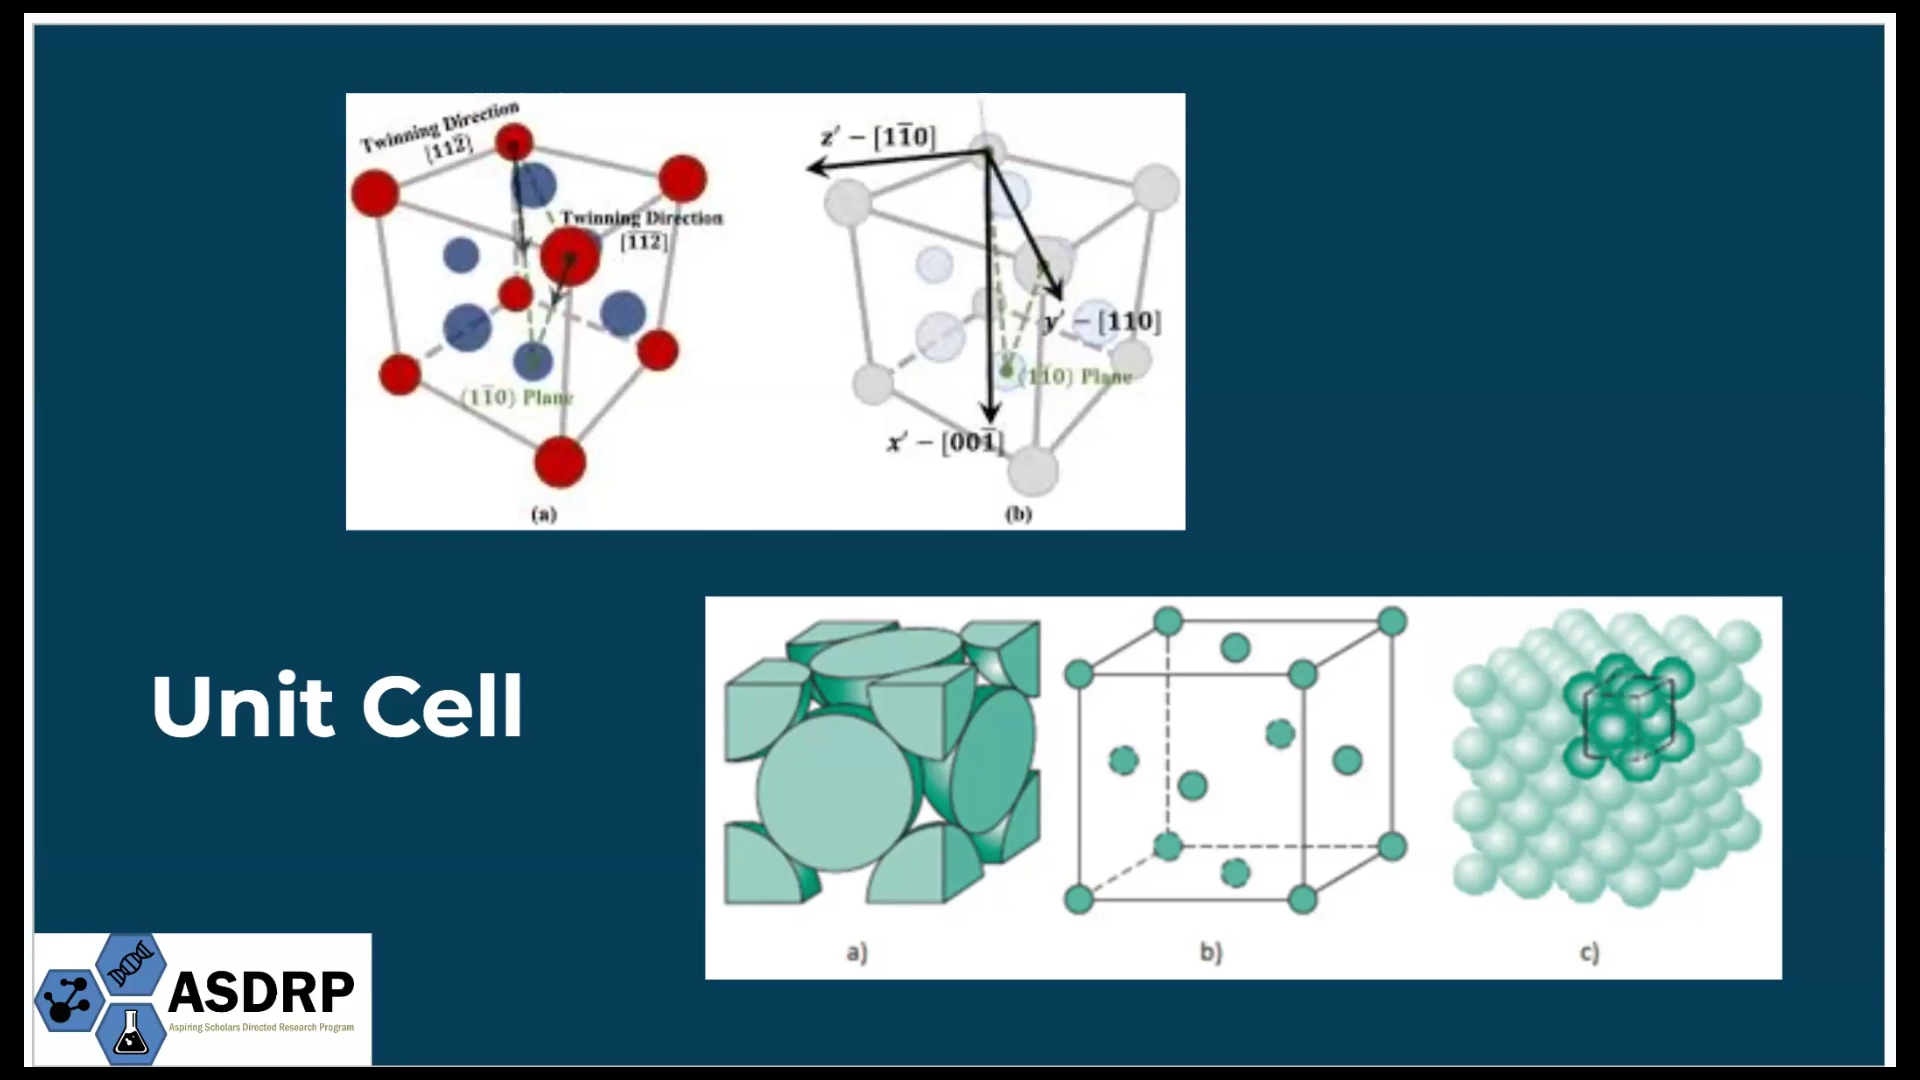 Twinning Direction
[112̅]
Twinning Direction
[1̅1̅2̅]
(11̅0) Plane
(a)
z' – [11̅0]
y' – [110]
(11̅0) Plane
x' – [001̅]
(b)
Unit Cell
a)
b)
c)
ASDRP
Aspiring Scholars Directed Research Program